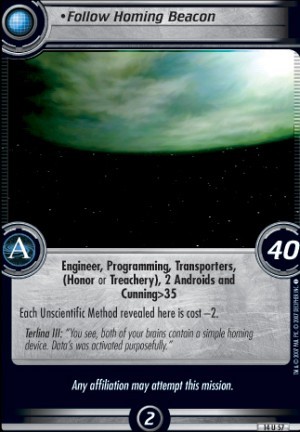 •Follow Homing Beacon
A
40
Engineer, Programming, Transporters,
(Honor or Treachery), 2 Androids and
Cunning>35
Each Unscientific Method revealed here is cost –2.
Terlina III: "You see, both of your brains contain a simple homing
device. Data's was activated purposefully."
Any affiliation may attempt this mission.
2
14 U 57